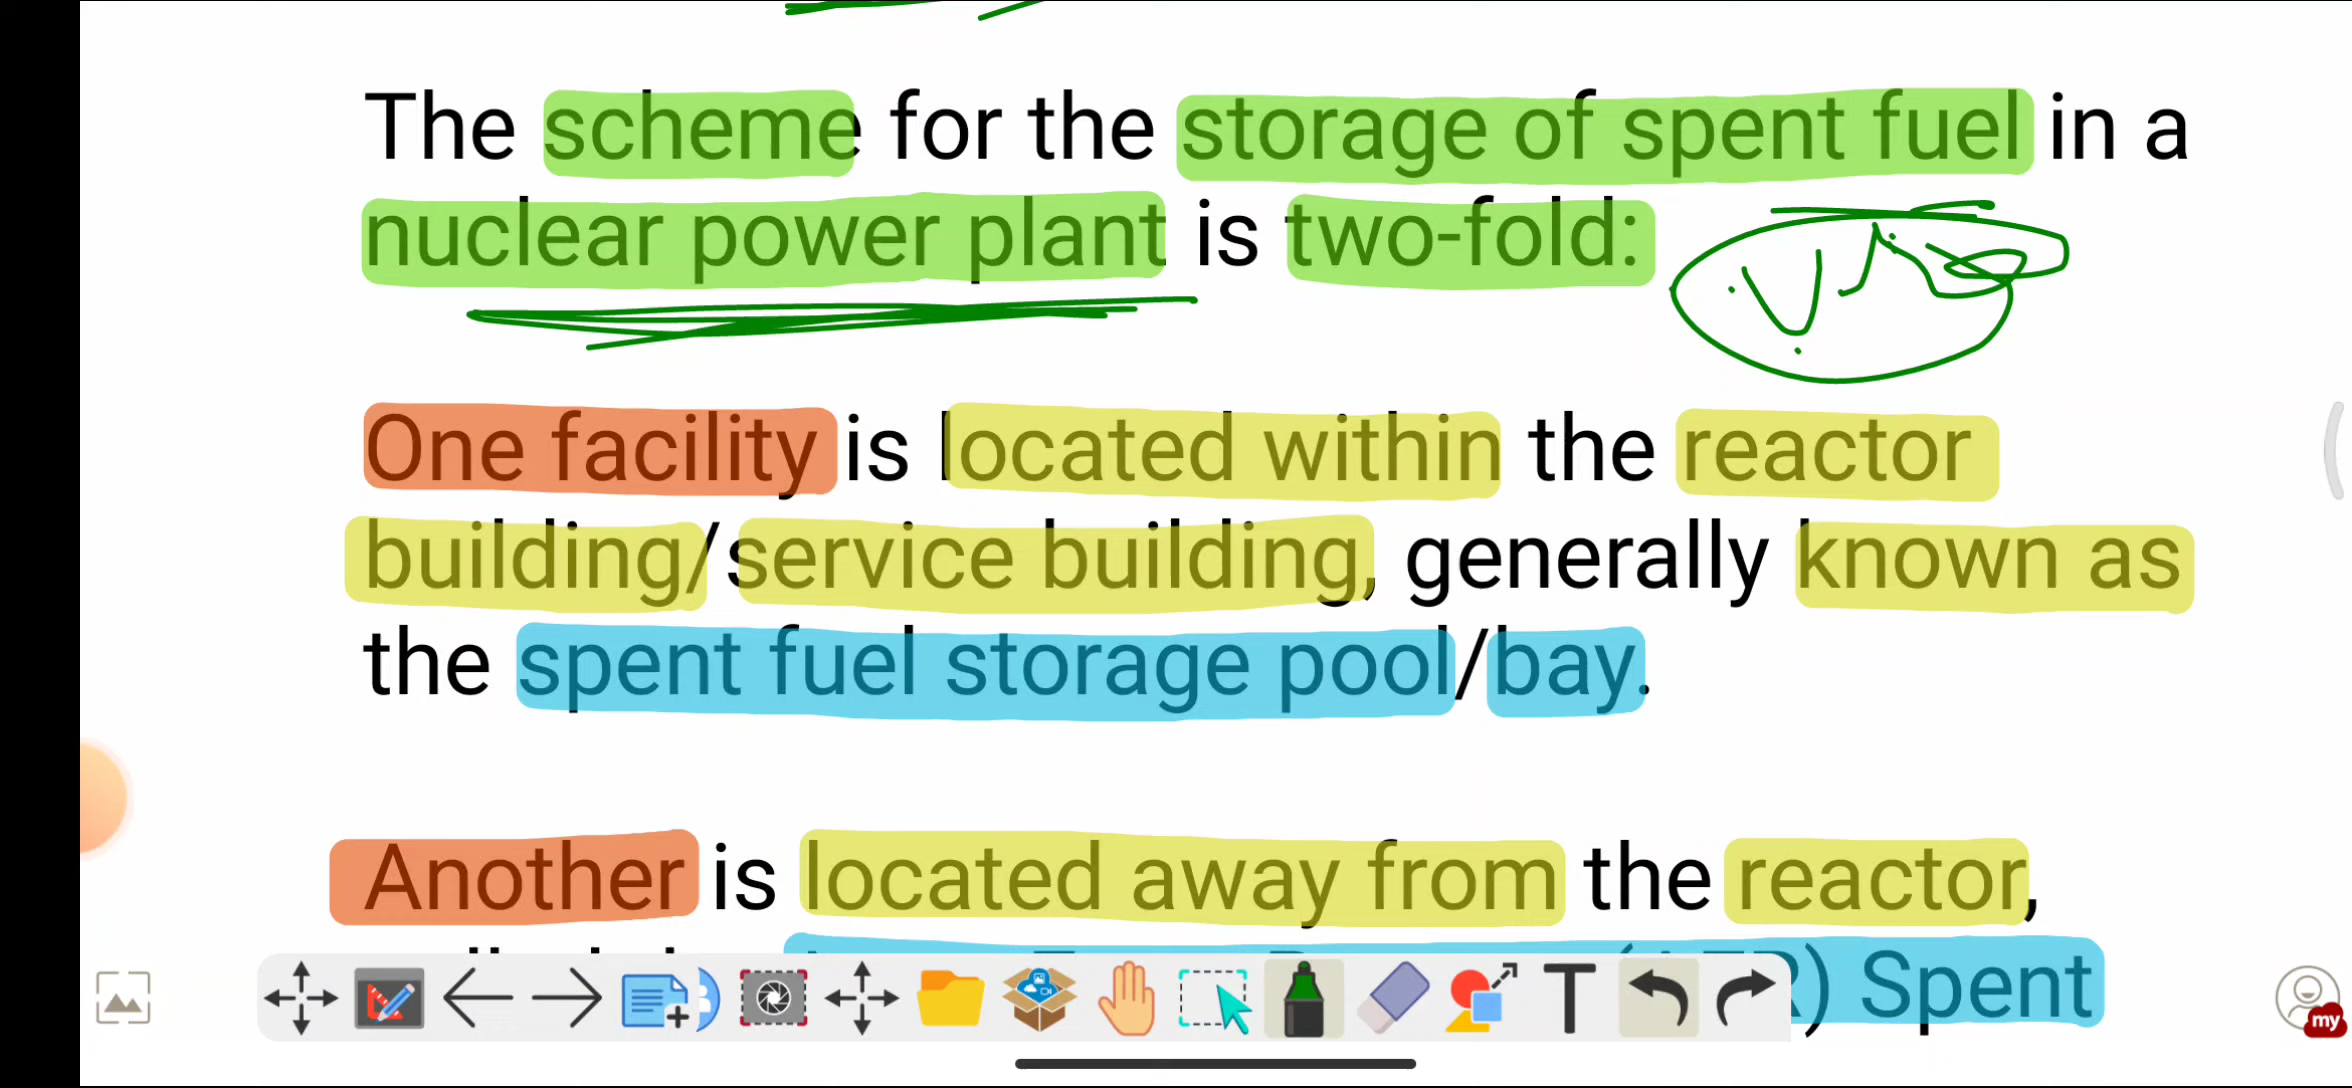 The scheme for the storage of spent fuel in a
nuclear power plant is two-fold:
One facility is located within the reactor
building/service building, generally known as
the spent fuel storage pool/bay.
Another is located away from the reactor,
) Spent
T
my